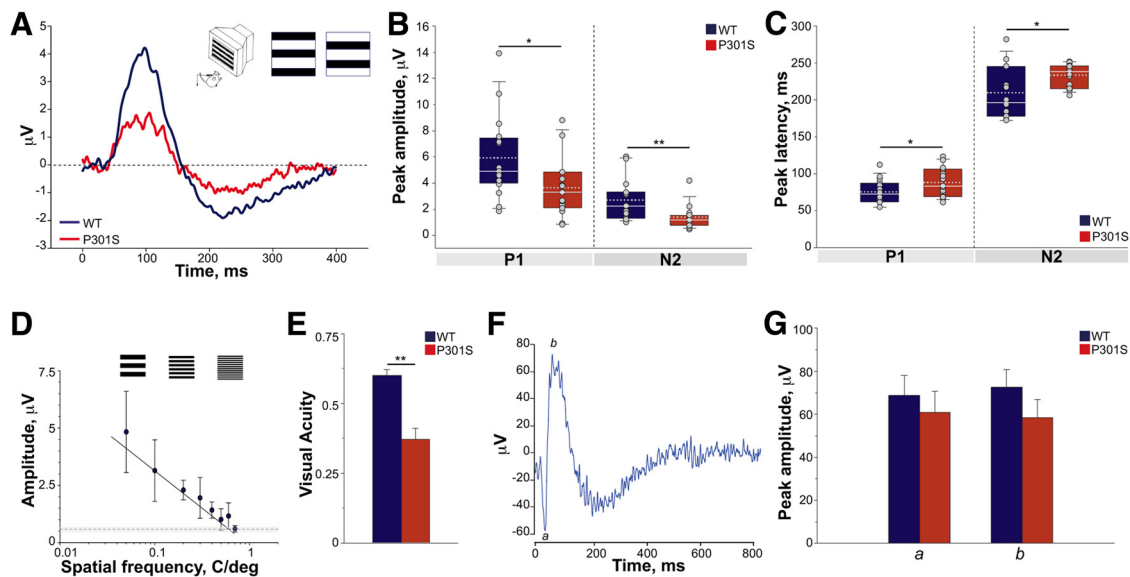 A
5
4
3
2
1
0
-1
-2
-3
μV
WT
P301S
0
100
200
300
400
Time, ms
B
WT
P301S
16
14
12
10
8
6
4
2
0
Peak amplitude, μV
*
**
P1
N2
C
300
250
200
150
100
50
0
Peak latency, ms
*
*
WT
P301S
P1
N2
D
7.5
5
2.5
0
Amplitude, μV
0.01
0.1
1
Spatial frequency, C/deg
E
WT
P301S
0.75
0.5
0.25
0
Visual Acuity
**
F
80
60
40
20
0
-20
-40
-60
μV
b
a
0
200
400
600
800
Time, ms
G
WT
P301S
100
80
60
40
20
0
Peak amplitude, μV
a
b